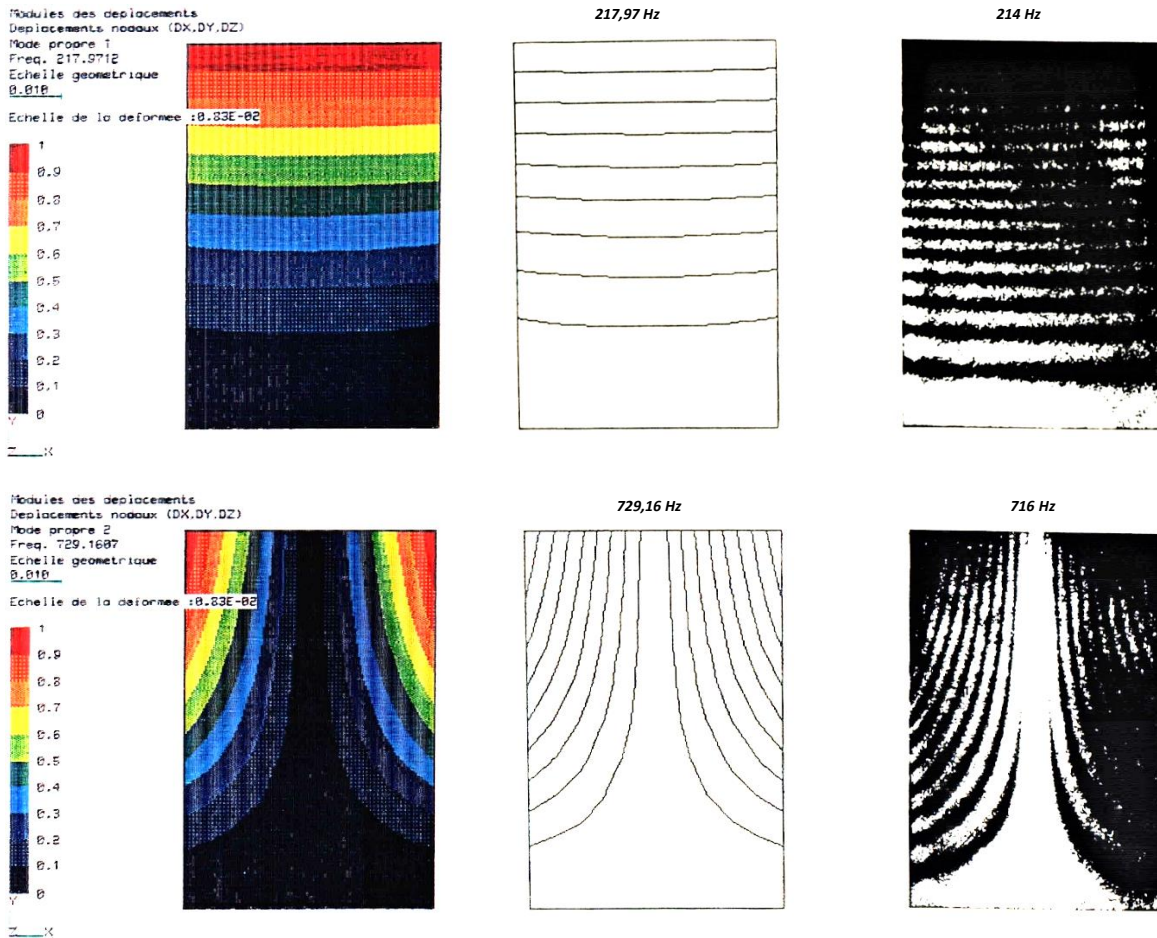 Modules des deplacements
Deplacements nodaux (DX,DY,DZ)
Mode propre 1
Freq. 217.9712
Echelle geometrique
0.010
Echelle de la deformee :0.83E-02
1
0.9
0.8
0.7
0.6
0.5
0.4
0.3
0.2
0.1
0
Y
Z X
217,97 Hz
214 Hz
Modules des deplacements
Deplacements nodaux (DX,DY,DZ)
Mode propre 2
Freq. 729.1607
Echelle geometrique
0.010
Echelle de la deformee :0.83E-02
1
0.9
0.8
0.7
0.6
0.5
0.4
0.3
0.2
0.1
0
Y
Z X
729,16 Hz
716 Hz